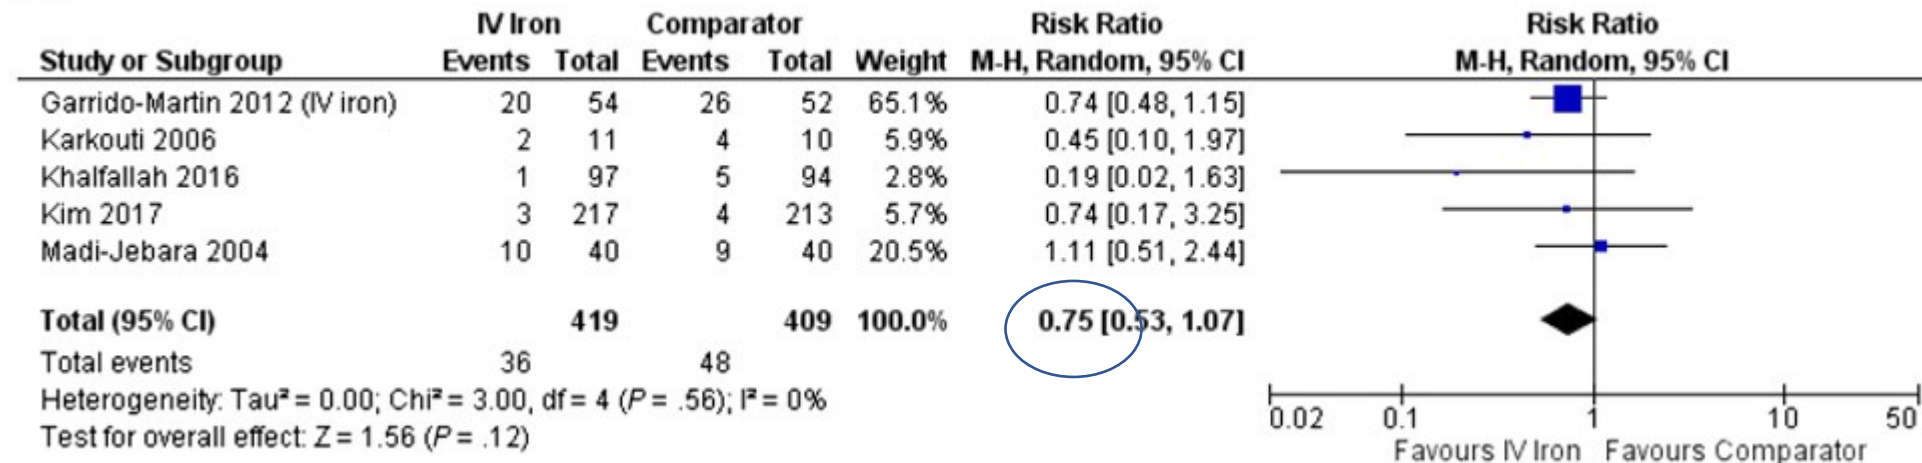 IV Iron Comparator Risk Ratio Risk Ratio
Study or Subgroup Events Total Events Total Weight M-H, Random, 95% CI M-H, Random, 95% CI
Garrido-Martin 2012 (IV iron) 20 54 26 52 65.1% 0.74 [0.48, 1.15]
Karkouti 2006 2 11 4 10 5.9% 0.45 [0.10, 1.97]
Khalfallah 2016 1 97 5 94 2.8% 0.19 [0.02, 1.63]
Kim 2017 3 217 4 213 5.7% 0.74 [0.17, 3.25]
Madi-Jebara 2004 10 40 9 40 20.5% 1.11 [0.51, 2.44]
Total (95% CI) 419 409 100.0% 0.75 [0.53, 1.07]
Total events 36 48
Heterogeneity: Tau² = 0.00; Chi² = 3.00, df = 4 (P = .56); I² = 0%
Test for overall effect: Z = 1.56 (P = .12)
0.02 0.1 1 10 50
Favours IV Iron Favours Comparator